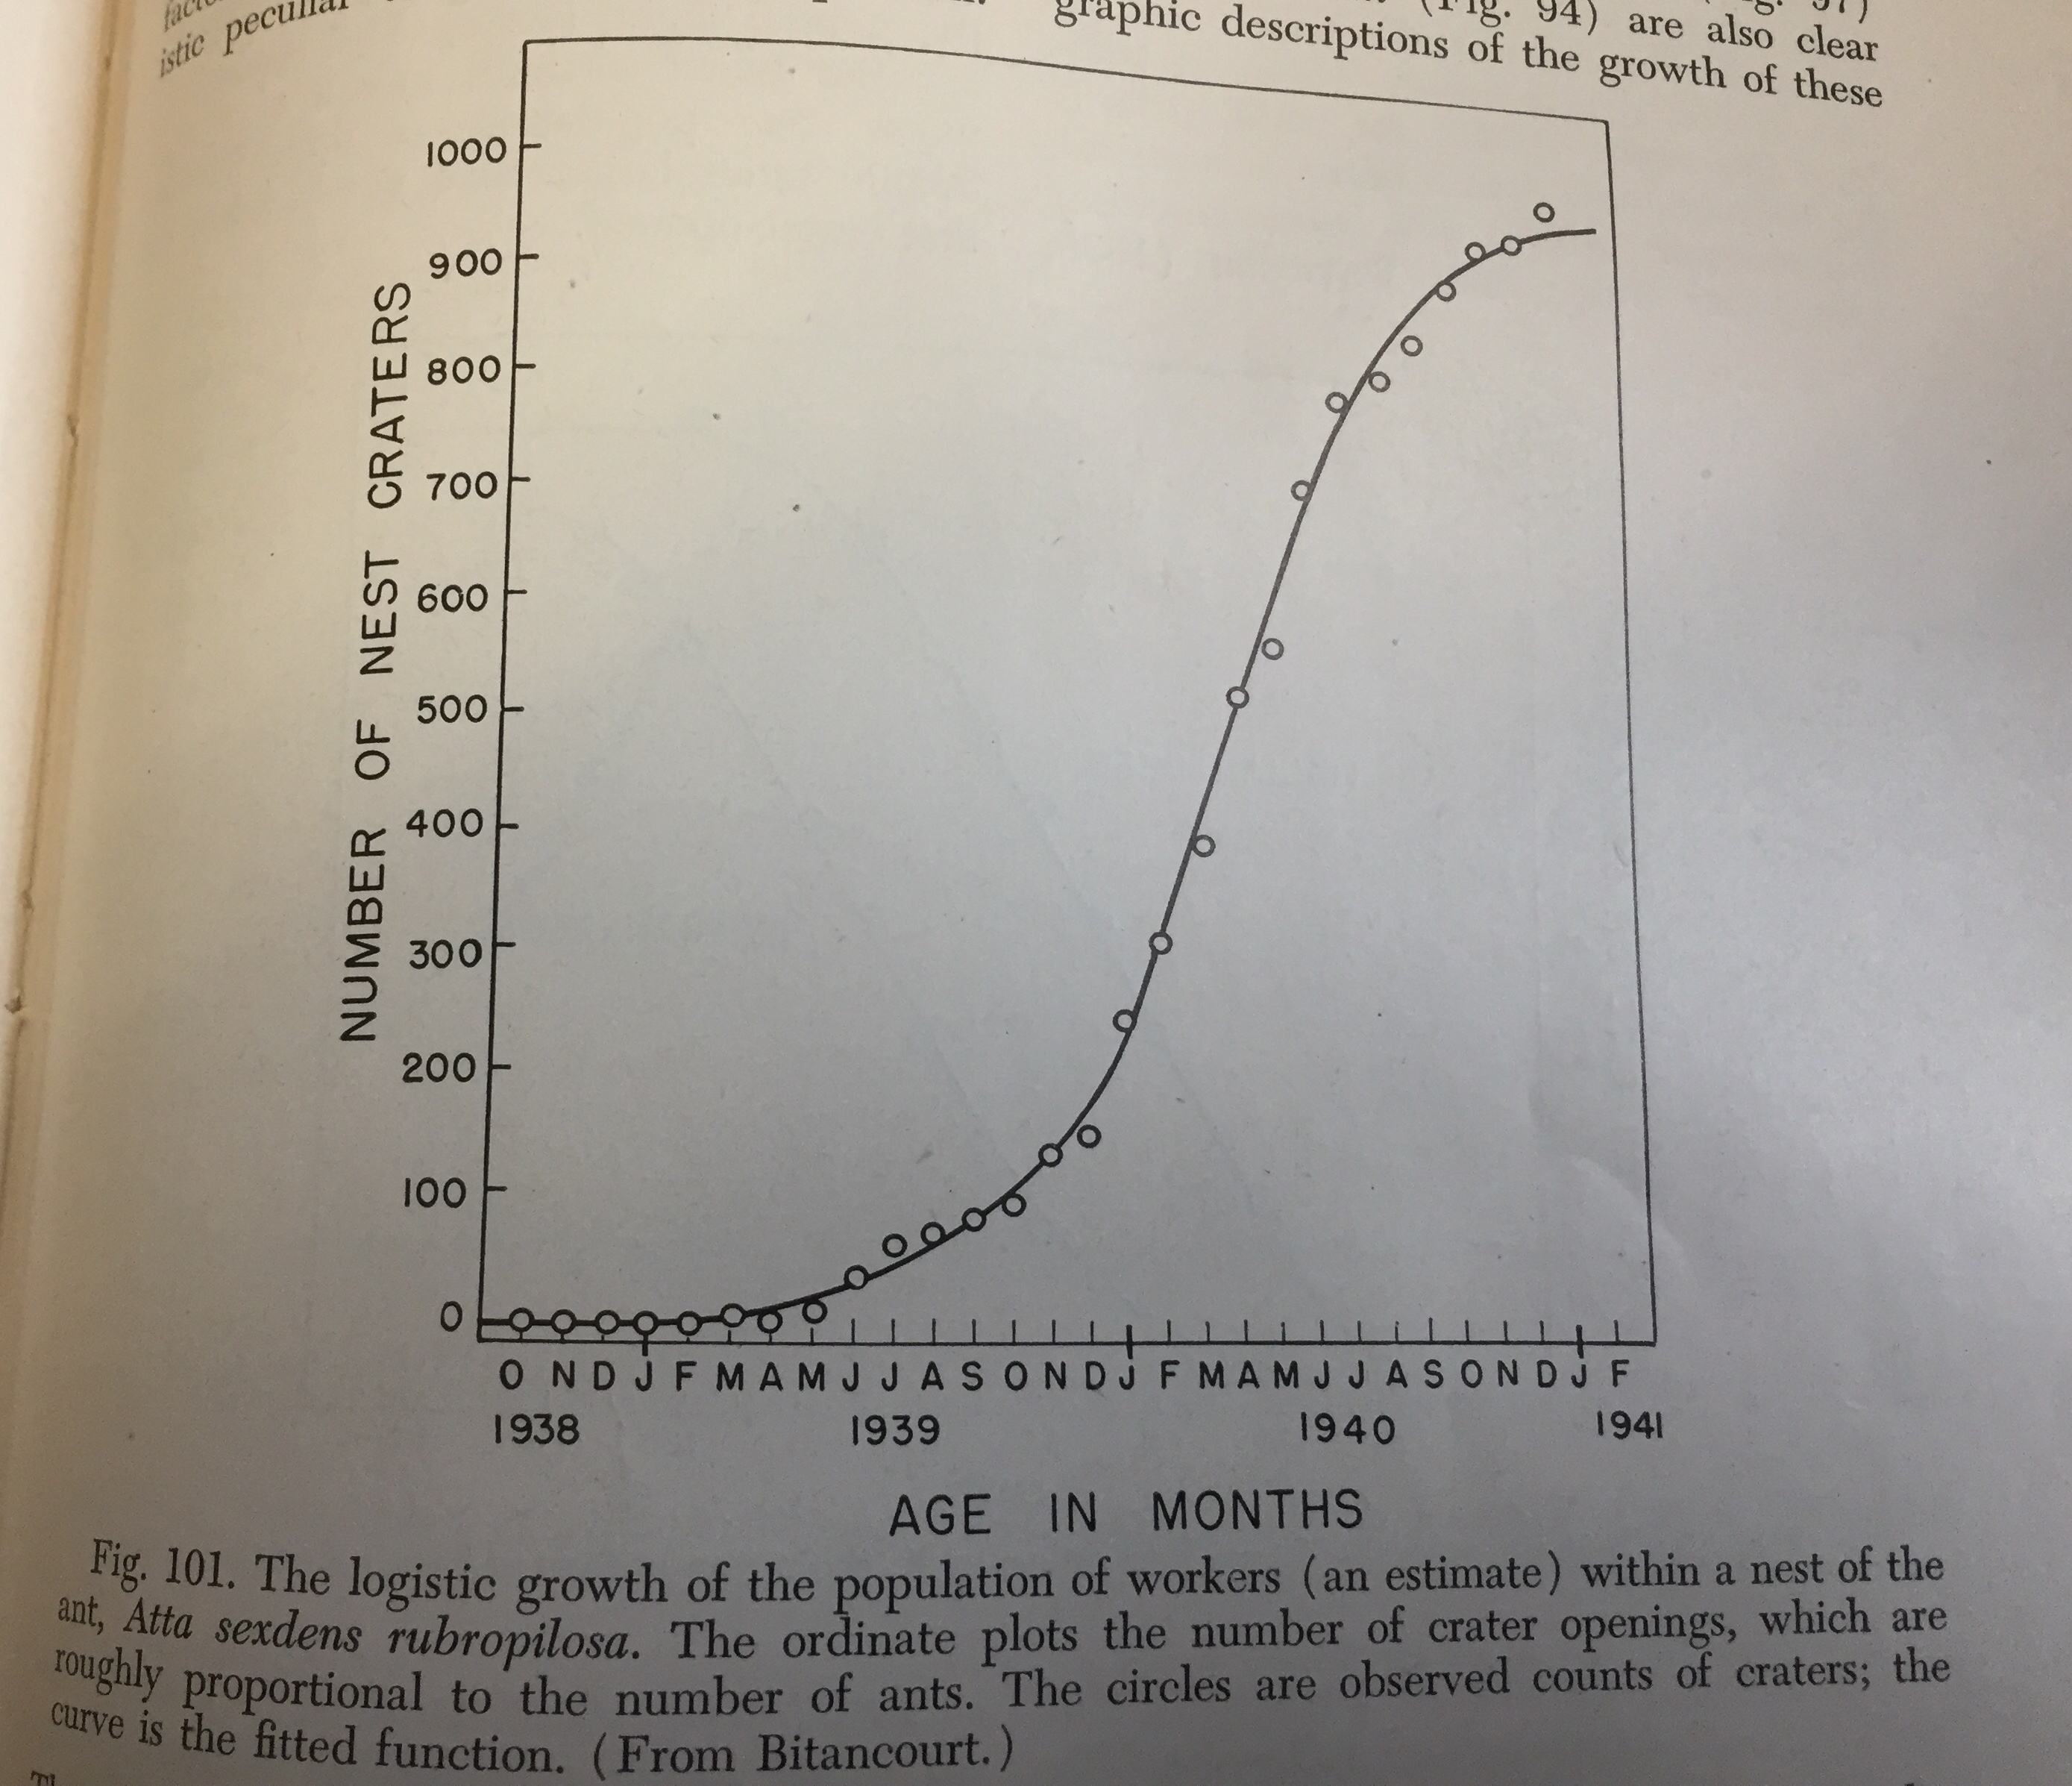 istic peculiar
(Fig. 94) are also clear
graphic descriptions of the growth of these
NUMBER OF NEST CRATERS
1000
900
800
700
600
500
400
300
200
100
0
O N D J F M A M J J A S O N D J F M A M J J A S O N D J F
1938 1939 1940 1941
AGE IN MONTHS
Fig. 101. The logistic growth of the population of workers (an estimate) within a nest of the
ant, Atta sexdens rubropilosa. The ordinate plots the number of crater openings, which are
roughly proportional to the number of ants. The circles are observed counts of craters; the
curve is the fitted function. (From Bitancourt.)